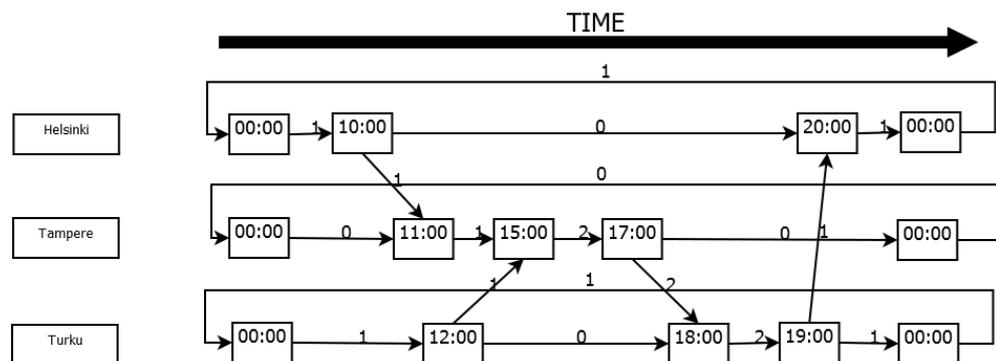 TIME
1
Helsinki 00:00 1 10:00 0 20:00 1 00:00
1 0
Tampere 00:00 0 11:00 1 15:00 2 17:00 0 1 00:00
1 1 2
Turku 00:00 1 12:00 0 18:00 2 19:00 1 00:00